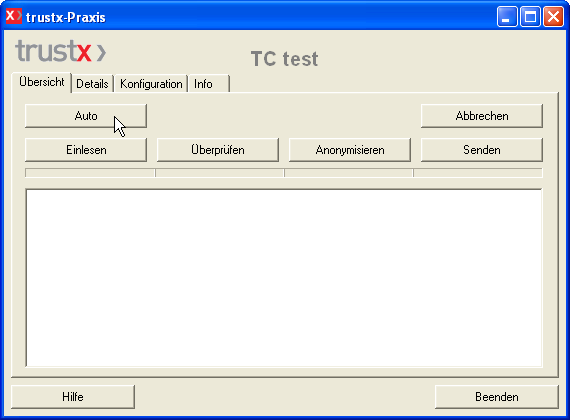 trustx-Praxis
trustx
TC test
Übersicht Details Konfiguration Info
Auto Abbrechen
Einlesen Überprüfen Anonymisieren Senden
Hilfe Beenden